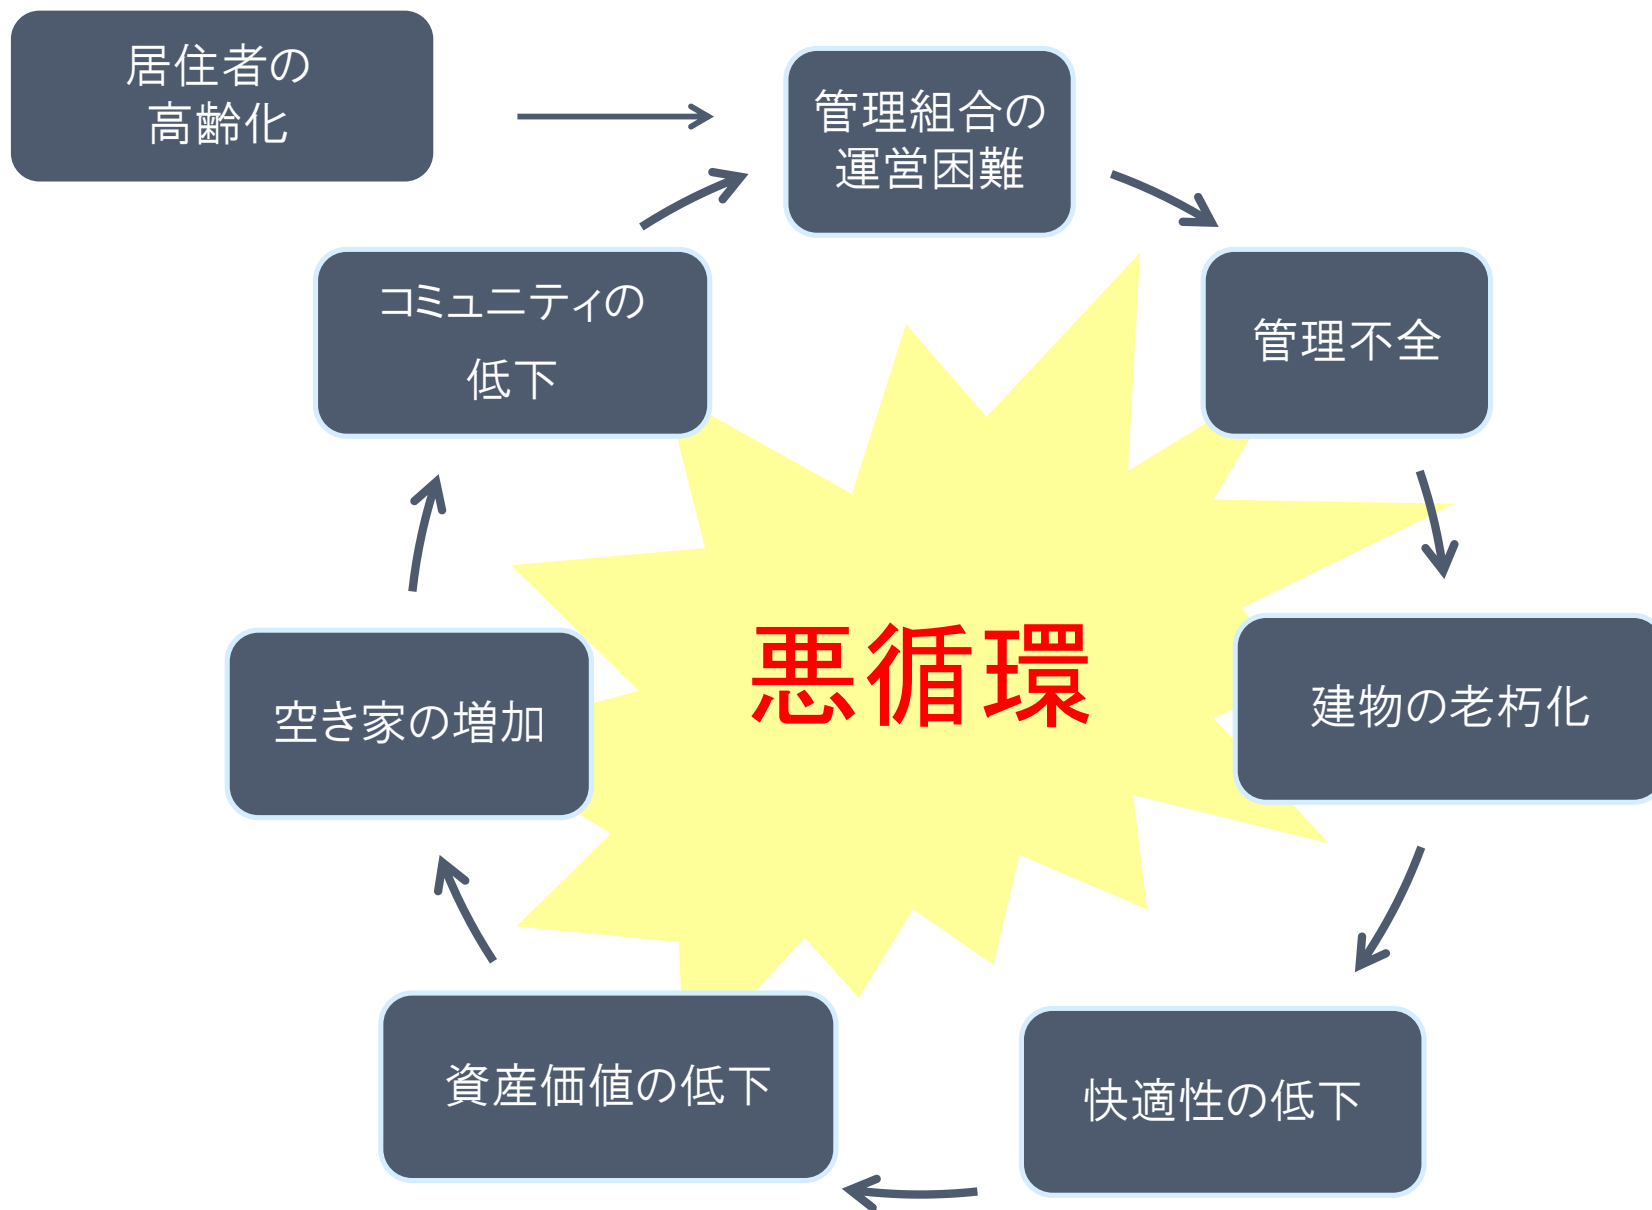 居住者の
高齢化
管理組合の
運営困難
管理不全
建物の老朽化
快適性の低下
資産価値の低下
空き家の増加
コミュニティの
低下
悪循環